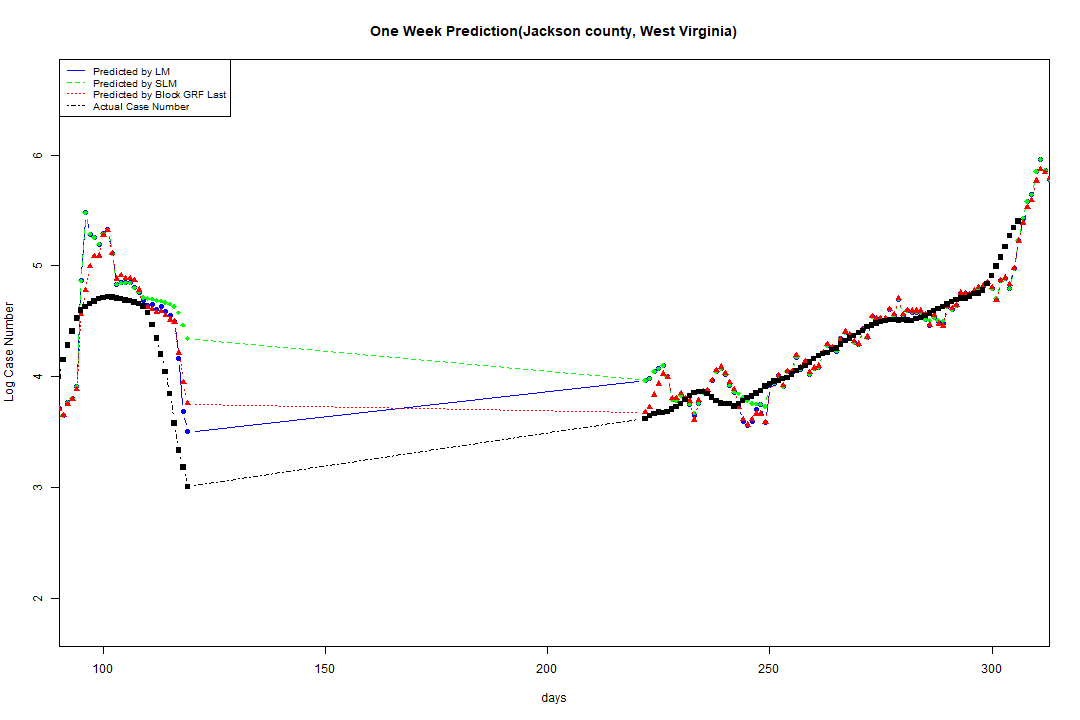 One Week Prediction(Jackson county, West Virginia)
Predicted by LM
Predicted by SLM
Predicted by Block GRF Last
Actual Case Number
6
5
4
3
2
Log Case Number
100 150 200 250 300
days